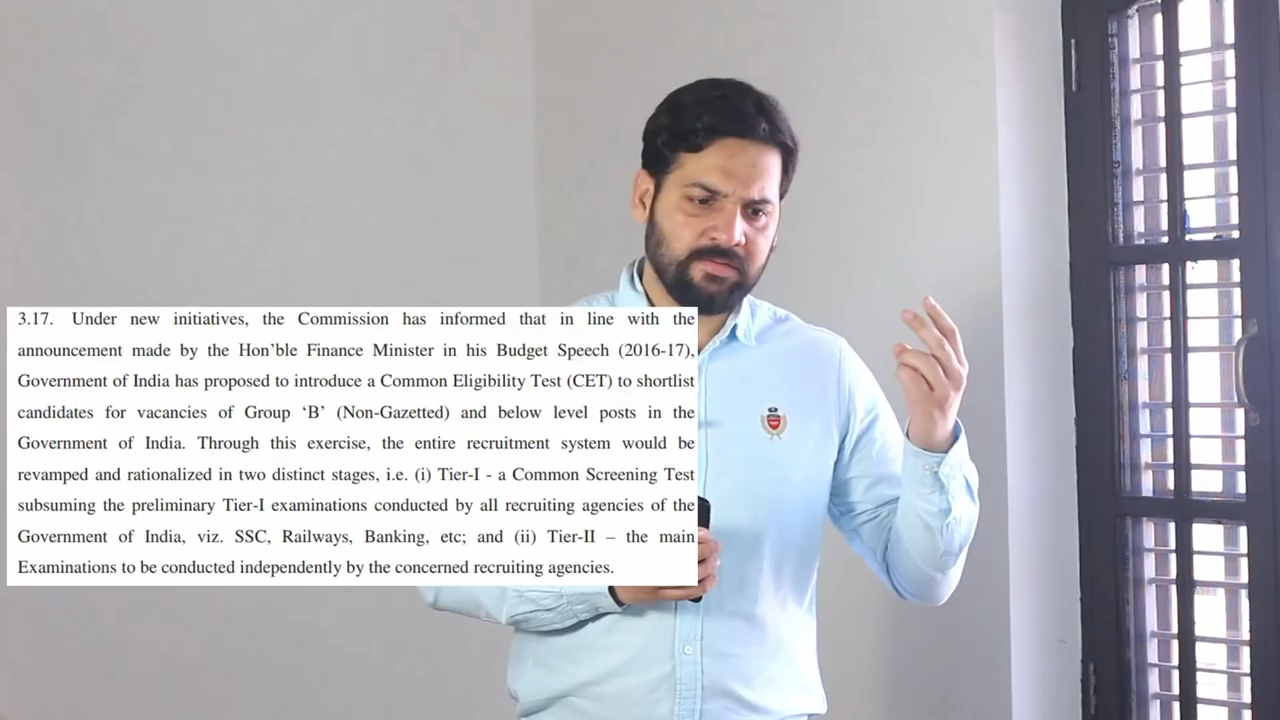 3.17. Under new initiatives, the Commission has informed that in line with the
announcement made by the Hon’ble Finance Minister in his Budget Speech (2016-17),
Government of India has proposed to introduce a Common Eligibility Test (CET) to shortlist
candidates for vacancies of Group ‘B’ (Non-Gazetted) and below level posts in the
Government of India. Through this exercise, the entire recruitment system would be
revamped and rationalized in two distinct stages, i.e. (i) Tier-I - a Common Screening Test
subsuming the preliminary Tier-I examinations conducted by all recruiting agencies of the
Government of India, viz. SSC, Railways, Banking, etc; and (ii) Tier-II – the main
Examinations to be conducted independently by the concerned recruiting agencies.